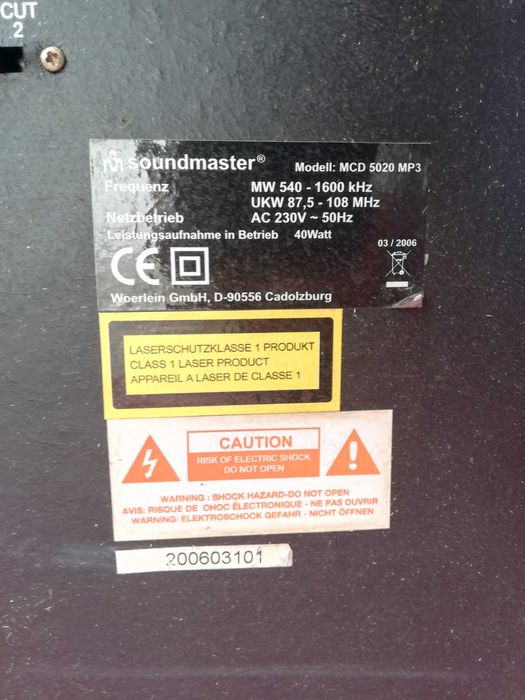 CUT
2
soundmaster® Modell: MCD 5020 MP3
Frequenz MW 540 - 1600 kHz
UKW 87,5 - 108 MHz
Netzbetrieb AC 230V ~ 50Hz
Leistungsaufnahme in Betrieb 40Watt
03 / 2006
CE
Woerlein GmbH, D-90556 Cadolzburg
LASERSCHUTZKLASSE 1 PRODUKT
CLASS 1 LASER PRODUCT
APPAREIL A LASER DE CLASSE 1
CAUTION
RISK OF ELECTRIC SHOCK
DO NOT OPEN
WARNING : SHOCK HAZARD-DO NOT OPEN
AVIS: RISQUE DE OHOC ÉLECTRONIQUE - NE PAS OUVRIR
WARNING: ELEKTROSCHOCK GEFAHR - NICHT ÖFFNEN
200603101